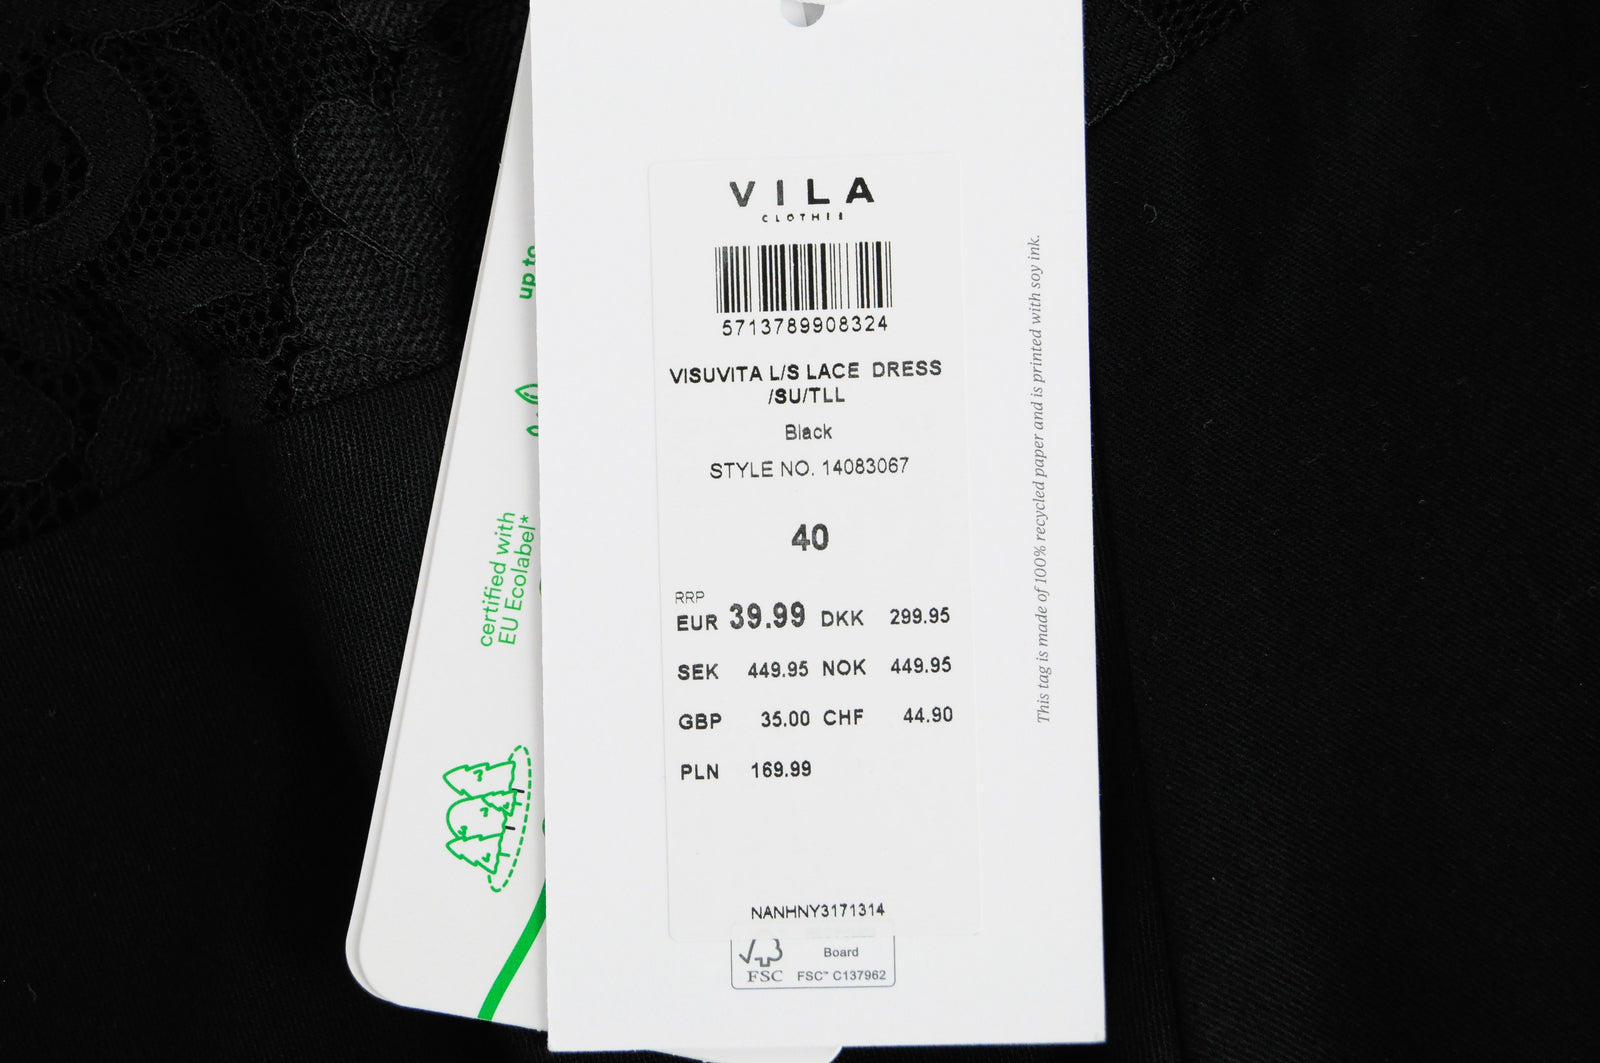 VILA
CLOTHES
5713789908324
VISUVITA L/S LACE DRESS
/SU/TLL
Black
STYLE NO. 14083067
40
RRP
EUR 39.99 DKK 299.95
SEK 449.95 NOK 449.95
GBP 35.00 CHF 44.90
PLN 169.99
NANHNY3171314
Board
FSC FSC™ C137962
This tag is made of 100% recycled paper and is printed with soy ink.
up to
certified with
EU Ecolabel*